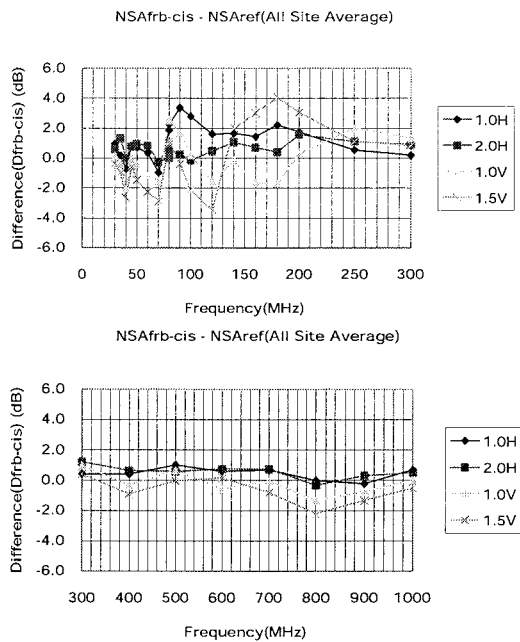 NSAfrb-cis - NSAref(All Site Average)
Difference(Dfrb-cis) (dB)
6.0
4.0
2.0
0.0
-2.0
-4.0
-6.0
0 50 100 150 200 250 300
Frequency(MHz)
1.0H
2.0H
1.0V
1.5V
NSAfrb-cis - NSAref(All Site Average)
Difference(Dfrb-cis) (dB)
6.0
4.0
2.0
0.0
-2.0
-4.0
-6.0
300 400 500 600 700 800 900 1000
Frequency(MHz)
1.0H
2.0H
1.0V
1.5V